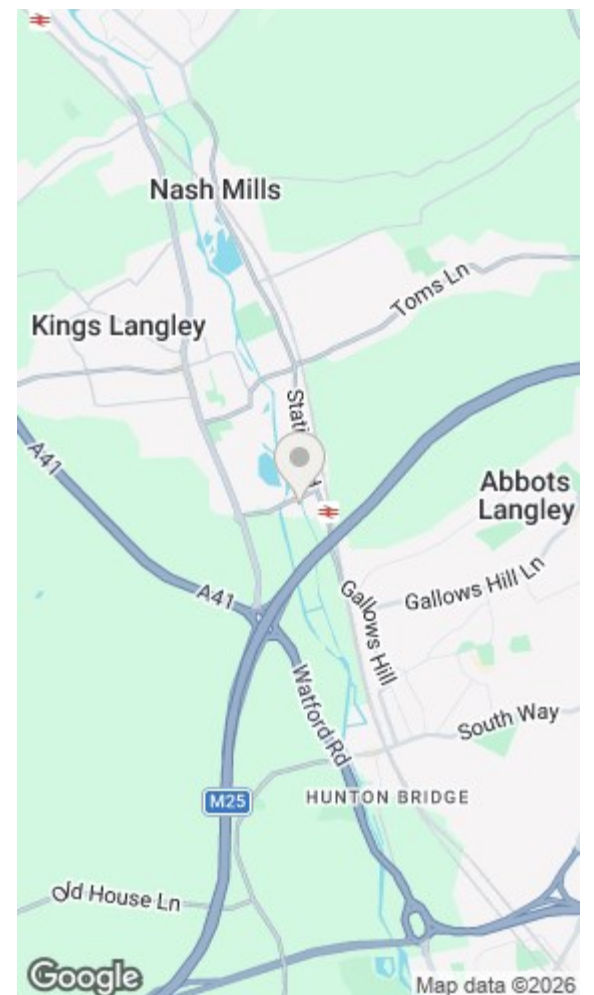 Nash Mills
Toms Ln
Kings Langley
Stati
A41
Abbots
Langley
A41
Gallows Hill Ln
Gallows Hill
Watford Rd
South Way
M25
HUNTON BRIDGE
Old House Ln
Google
Map data ©2026